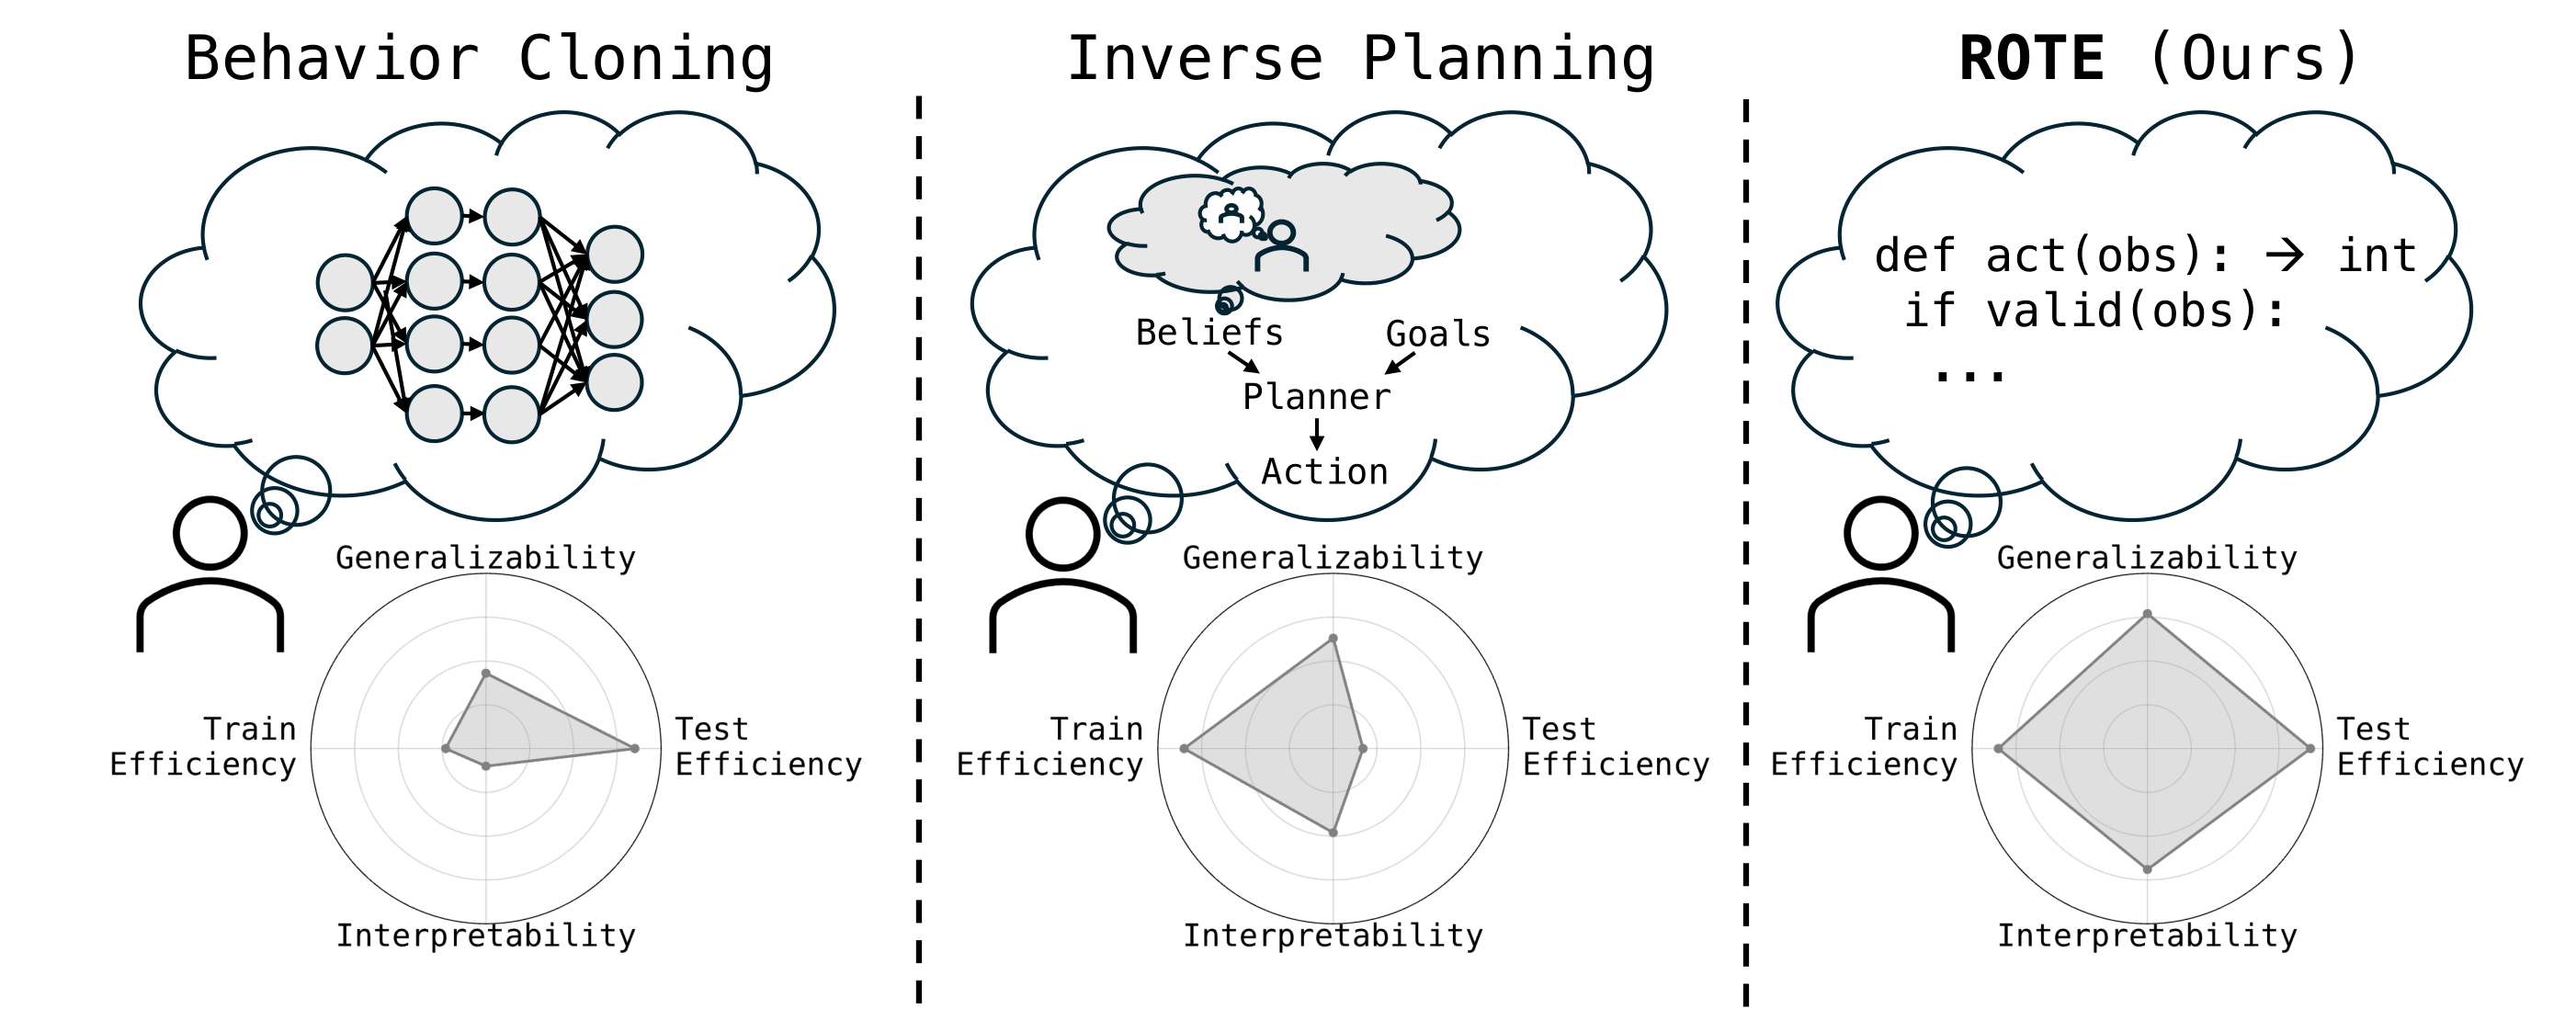 Behavior Cloning
Generalizability
Train
Efficiency
Test
Efficiency
Interpretability
Inverse Planning
Beliefs
Goals
Planner
Action
Generalizability
Train
Efficiency
Test
Efficiency
Interpretability
ROTE (Ours)
def act(obs): → int
if valid(obs):
...
Generalizability
Train
Efficiency
Test
Efficiency
Interpretability